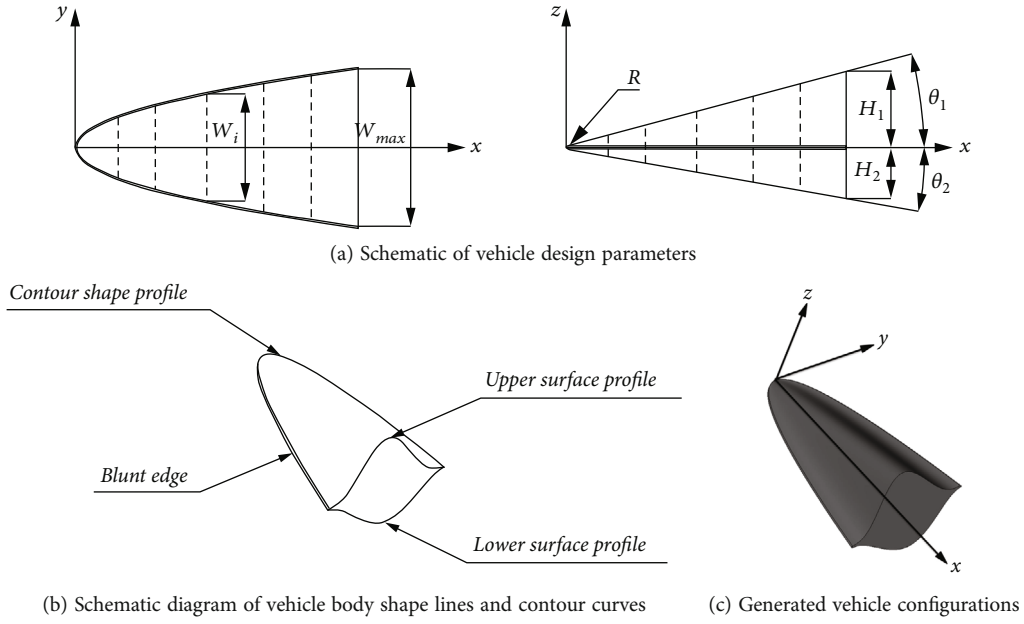 y
W_i
W_max
x
z
R
H_1
θ_1
x
H_2
θ_2
(a) Schematic of vehicle design parameters
Contour shape profile
Upper surface profile
Blunt edge
Lower surface profile
z
y
x
(b) Schematic diagram of vehicle body shape lines and contour curves
(c) Generated vehicle configurations